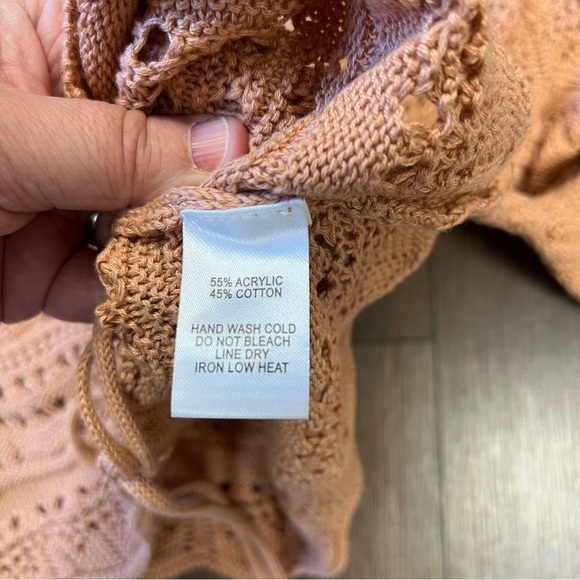 55% ACRYLIC
45% COTTON
HAND WASH COLD
DO NOT BLEACH
LINE DRY
IRON LOW HEAT